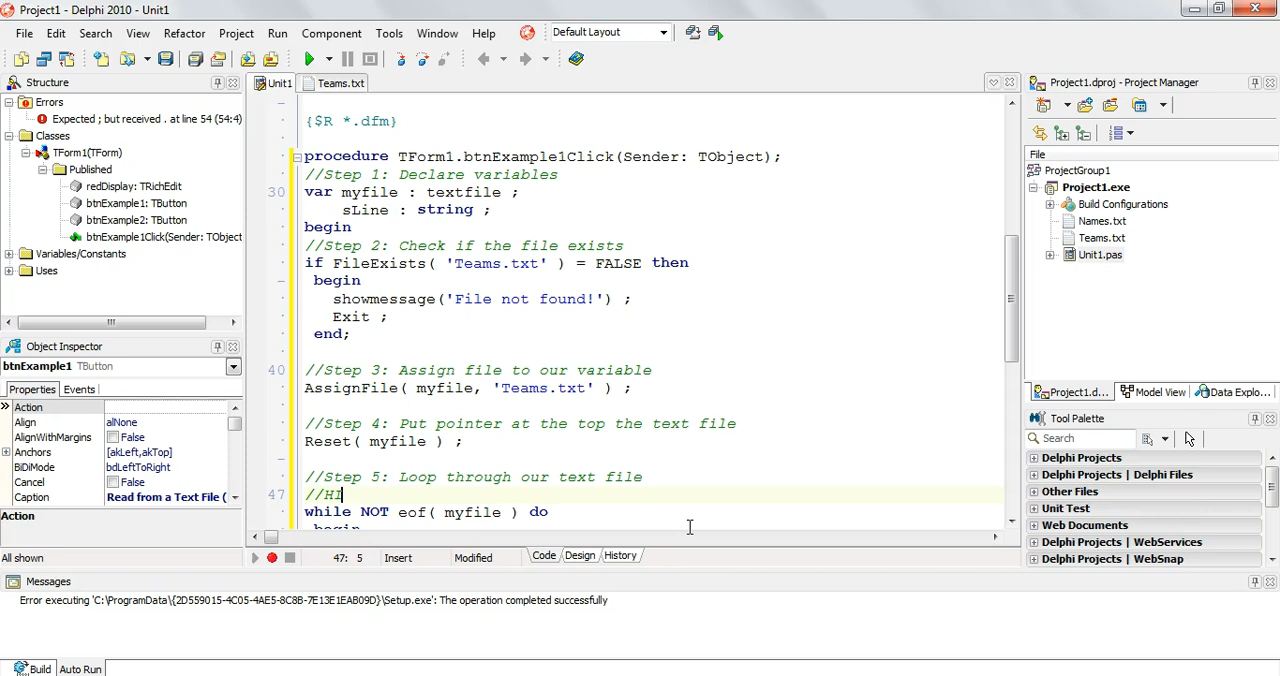 Project1 - Delphi 2010 - Unit1
File Edit Search View Refactor Project Run Component Tools Window Help Default Layout
Structure
Errors
Expected ; but received . at line 54 (54:4)
Classes
TForm1(TForm)
Published
redDisplay: TRichEdit
btnExample1: TButton
btnExample2: TButton
btnExample1Click(Sender: TObject
Variables/Constants
Uses
Object Inspector
btnExample1 TButton
Properties Events
Action
Align alNone
AlignWithMargins False
Anchors [akLeft,akTop]
BiDiMode bdLeftToRight
Cancel False
Caption Read from a Text File (
Action
All shown
Unit1 Teams.txt
{$R *.dfm}
procedure TForm1.btnExample1Click(Sender: TObject);
//Step 1: Declare variables
30 var myfile : textfile ;
sLine : string ;
begin
//Step 2: Check if the file exists
if FileExists( 'Teams.txt' ) = FALSE then
begin
showmessage('File not found!') ;
Exit ;
end;
40 //Step 3: Assign file to our variable
AssignFile( myfile, 'Teams.txt' ) ;
//Step 4: Put pointer at the top the text file
Reset( myfile ) ;
//Step 5: Loop through our text file
47 //HI
while NOT eof( myfile ) do
begin
47: 5 Insert Modified Code Design History
Project1.dproj - Project Manager
File
ProjectGroup1
Project1.exe
Build Configurations
Names.txt
Teams.txt
Unit1.pas
Project1.d... Model View Data Explo...
Tool Palette
Search
Delphi Projects
Delphi Projects | Delphi Files
Other Files
Unit Test
Web Documents
Delphi Projects | WebServices
Delphi Projects | WebSnap
Messages
Error executing 'C:\ProgramData\{2D559015-4C05-4AE5-8C8B-7E13E1EAB09D}\Setup.exe': The operation completed successfully
Build Auto Run